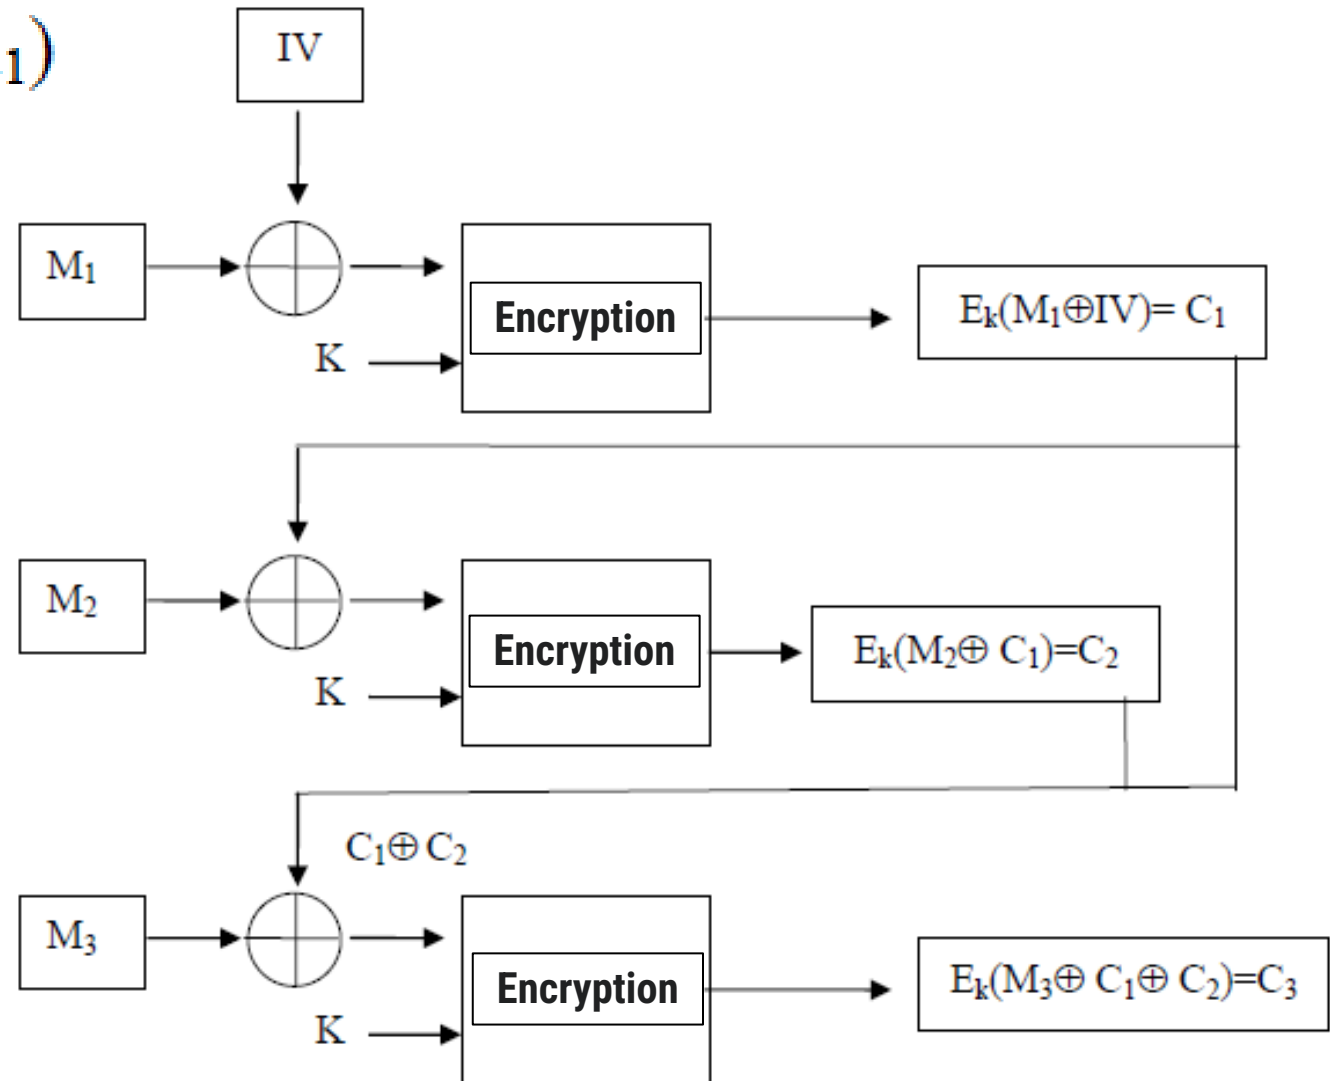 ₁)
IV
M₁
Encryption
Eₖ(M₁⊕IV)= C₁
K
M₂
Encryption
Eₖ(M₂⊕ C₁)=C₂
K
C₁⊕ C₂
M₃
Encryption
Eₖ(M₃⊕ C₁⊕ C₂)=C₃
K